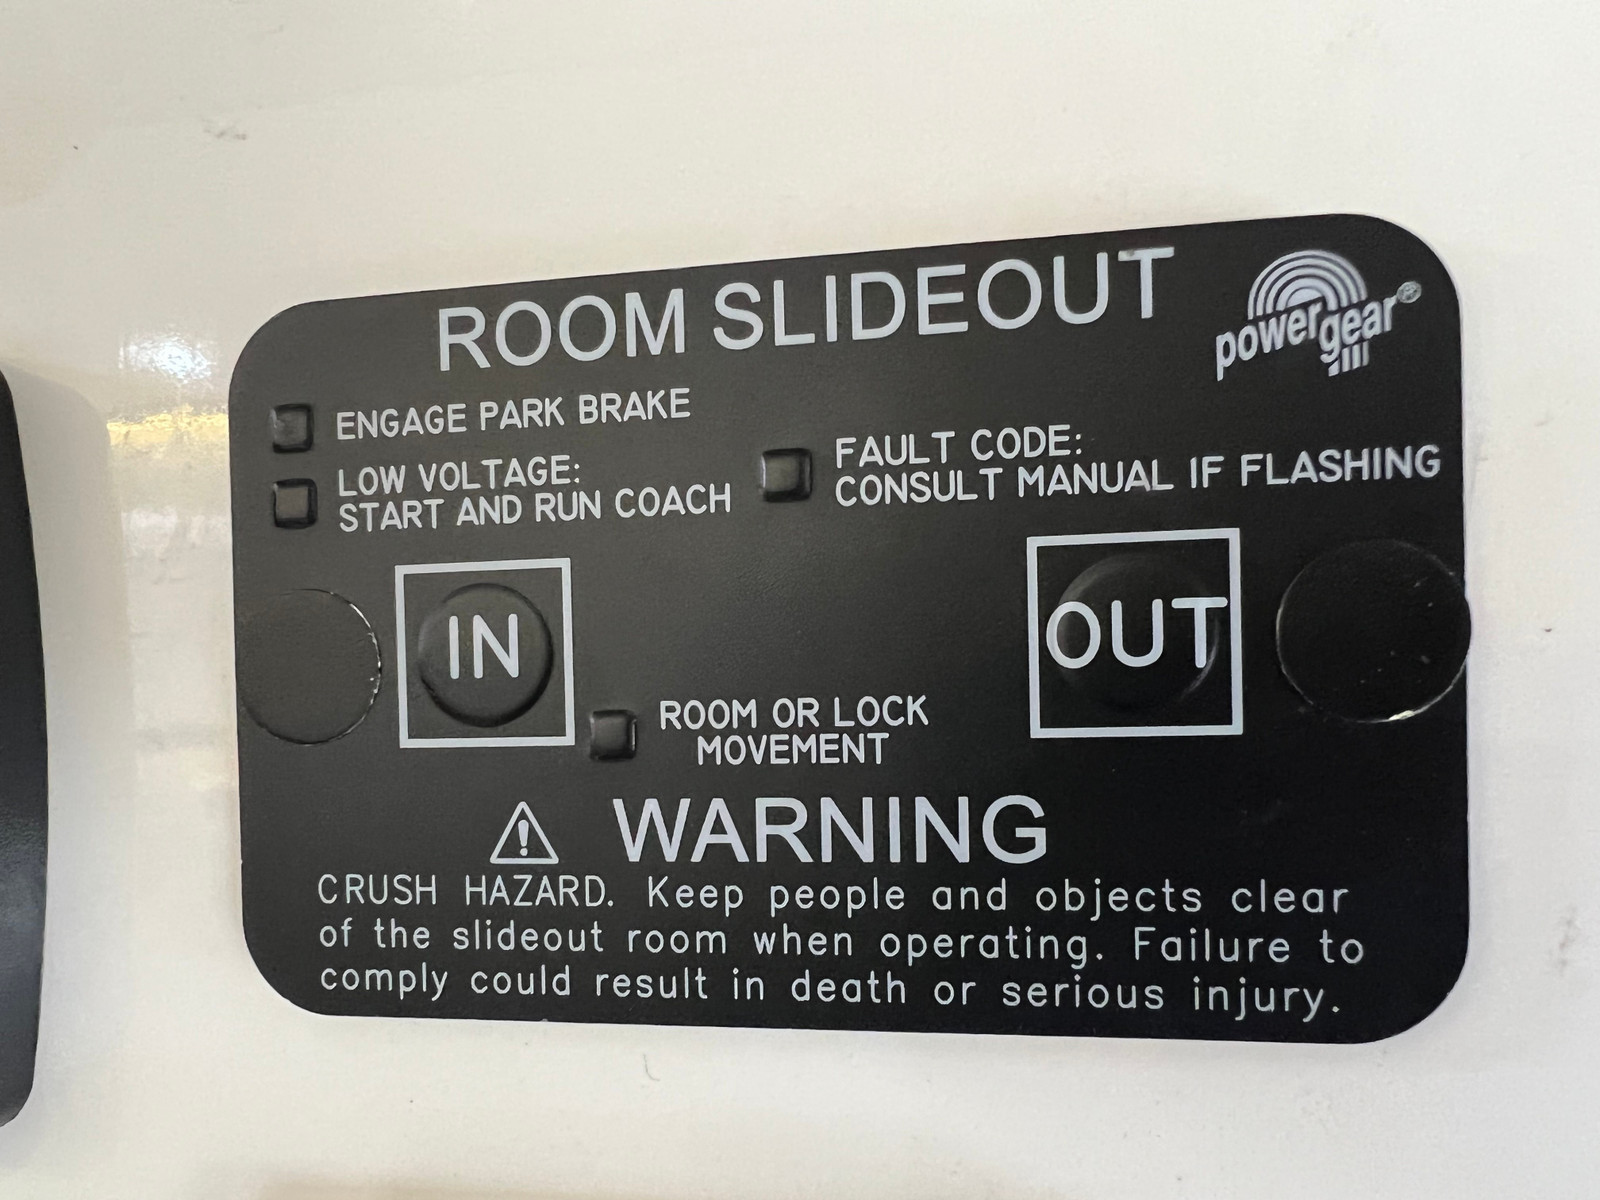 ROOM SLIDEOUT
powergear®
ENGAGE PARK BRAKE
LOW VOLTAGE:
START AND RUN COACH
FAULT CODE:
CONSULT MANUAL IF FLASHING
IN
OUT
ROOM OR LOCK
MOVEMENT
WARNING
CRUSH HAZARD. Keep people and objects clear
of the slideout room when operating. Failure to
comply could result in death or serious injury.